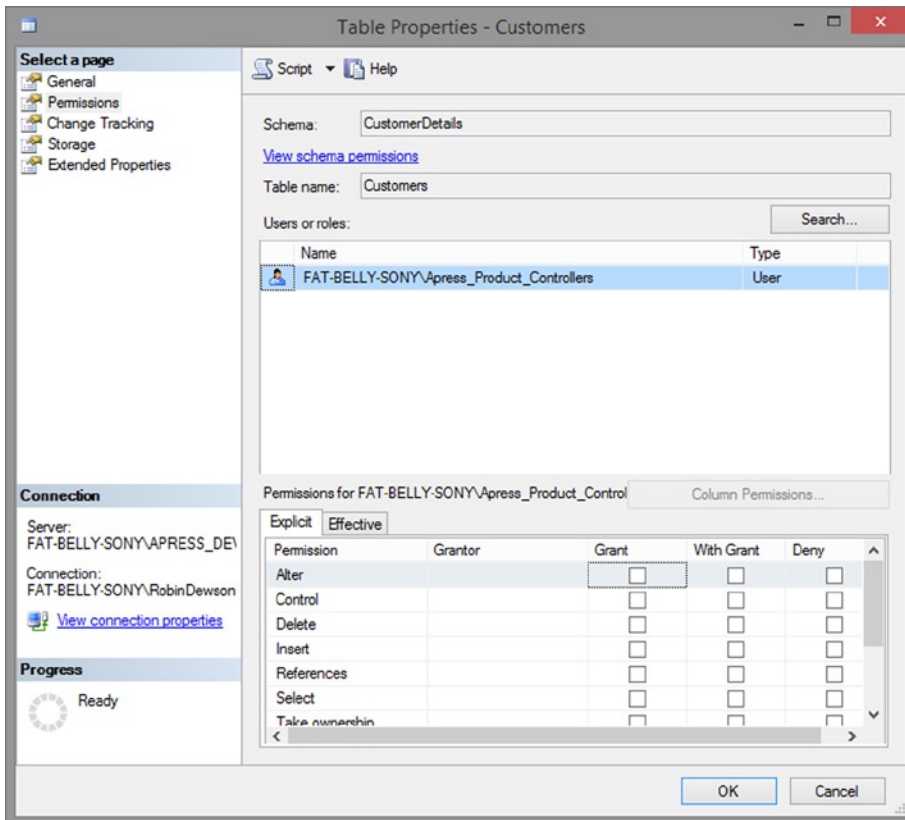 Table Properties - Customers
Select a page
General
Permissions
Change Tracking
Storage
Extended Properties
Script Help
Schema: CustomerDetails
View schema permissions
Table name: Customers
Users or roles: Search...
Name Type
FAT-BELLY-SONY\Apress_Product_Controllers User
Connection
Server:
FAT-BELLY-SONY\APRESS_DEV
Connection:
FAT-BELLY-SONY\RobinDewson
View connection properties
Progress
Ready
Permissions for FAT-BELLY-SONY\Apress_Product_Control Column Permissions...
Explicit Effective
Permission Grantor Grant With Grant Deny
Alter
Control
Delete
Insert
References
Select
Take ownership
OK Cancel